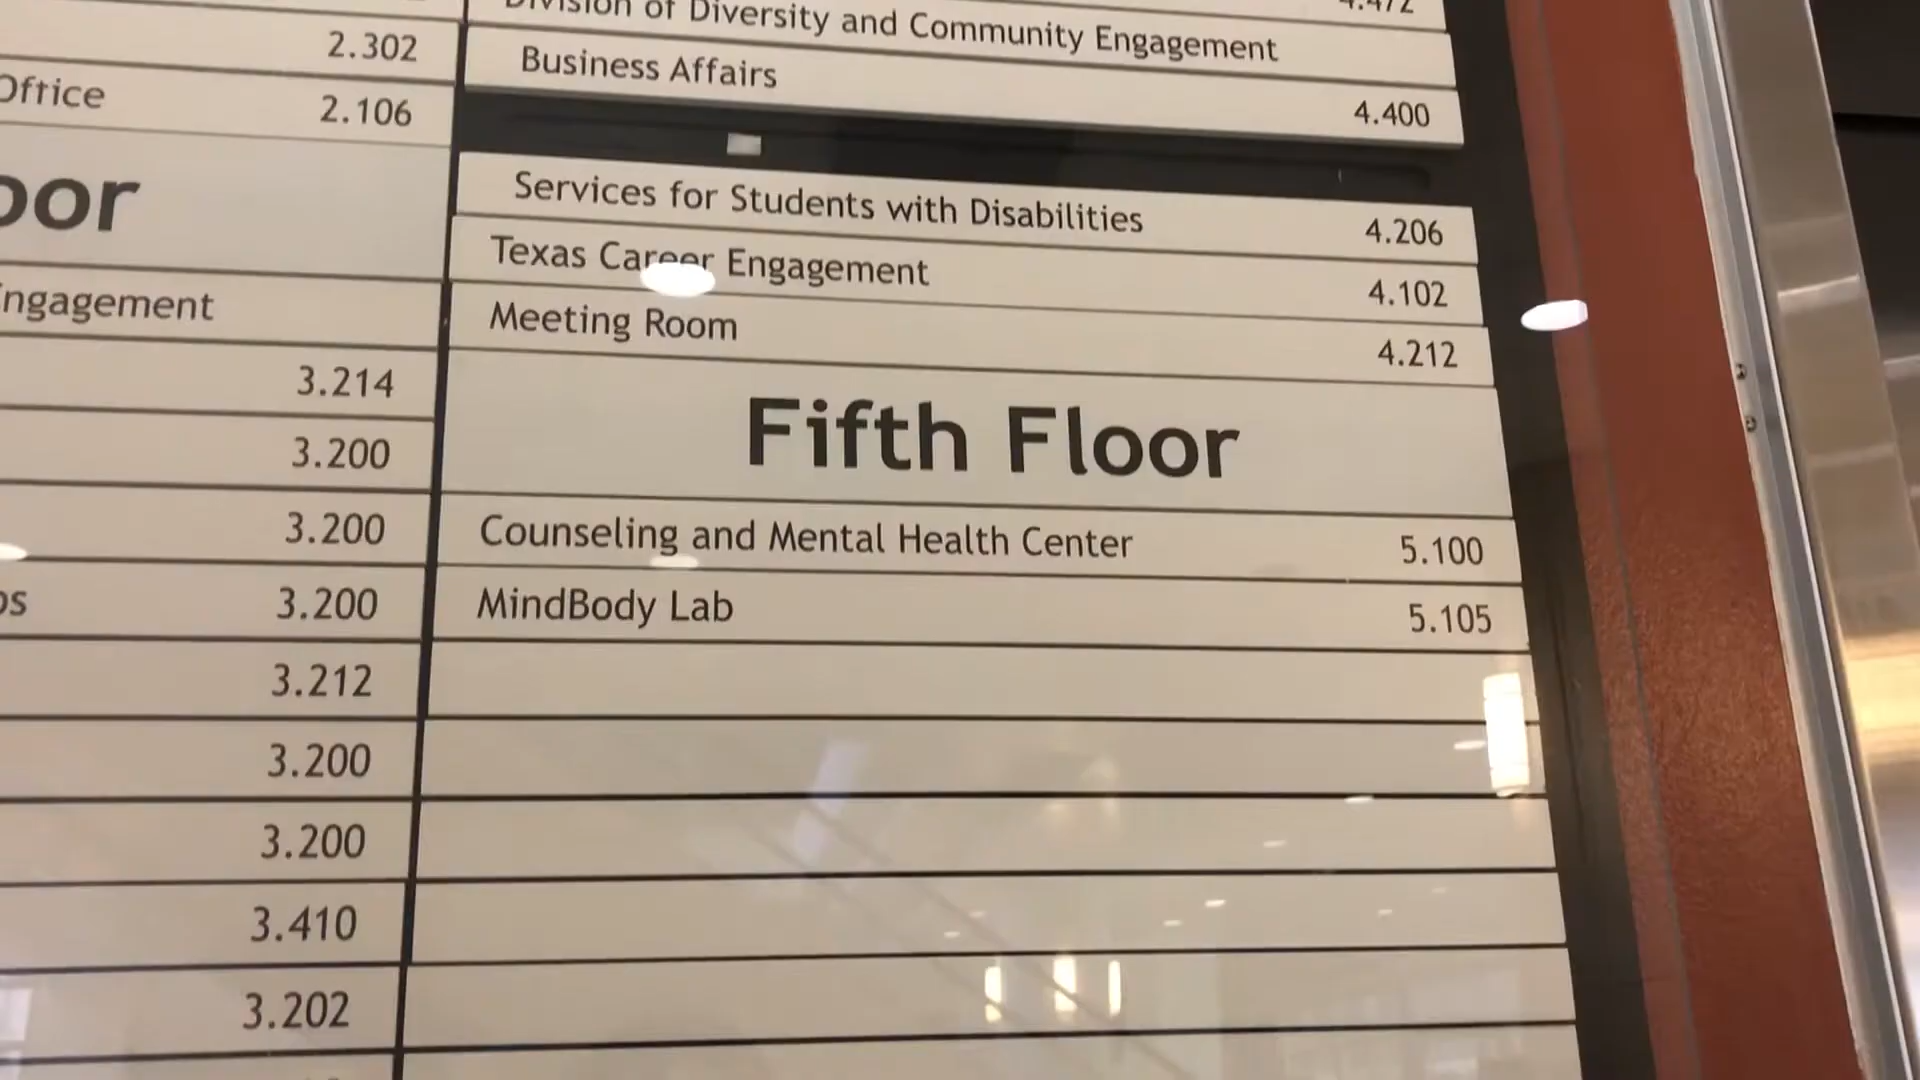 2.302
Office 2.106
oor
ngagement
3.214
3.200
3.200
3.200
3.212
3.200
3.200
3.410
3.202
Division of Diversity and Community Engagement 4.472
Business Affairs
4.400
Services for Students with Disabilities 4.206
Texas Career Engagement 4.102
Meeting Room 4.212
Fifth Floor
Counseling and Mental Health Center 5.100
MindBody Lab 5.105